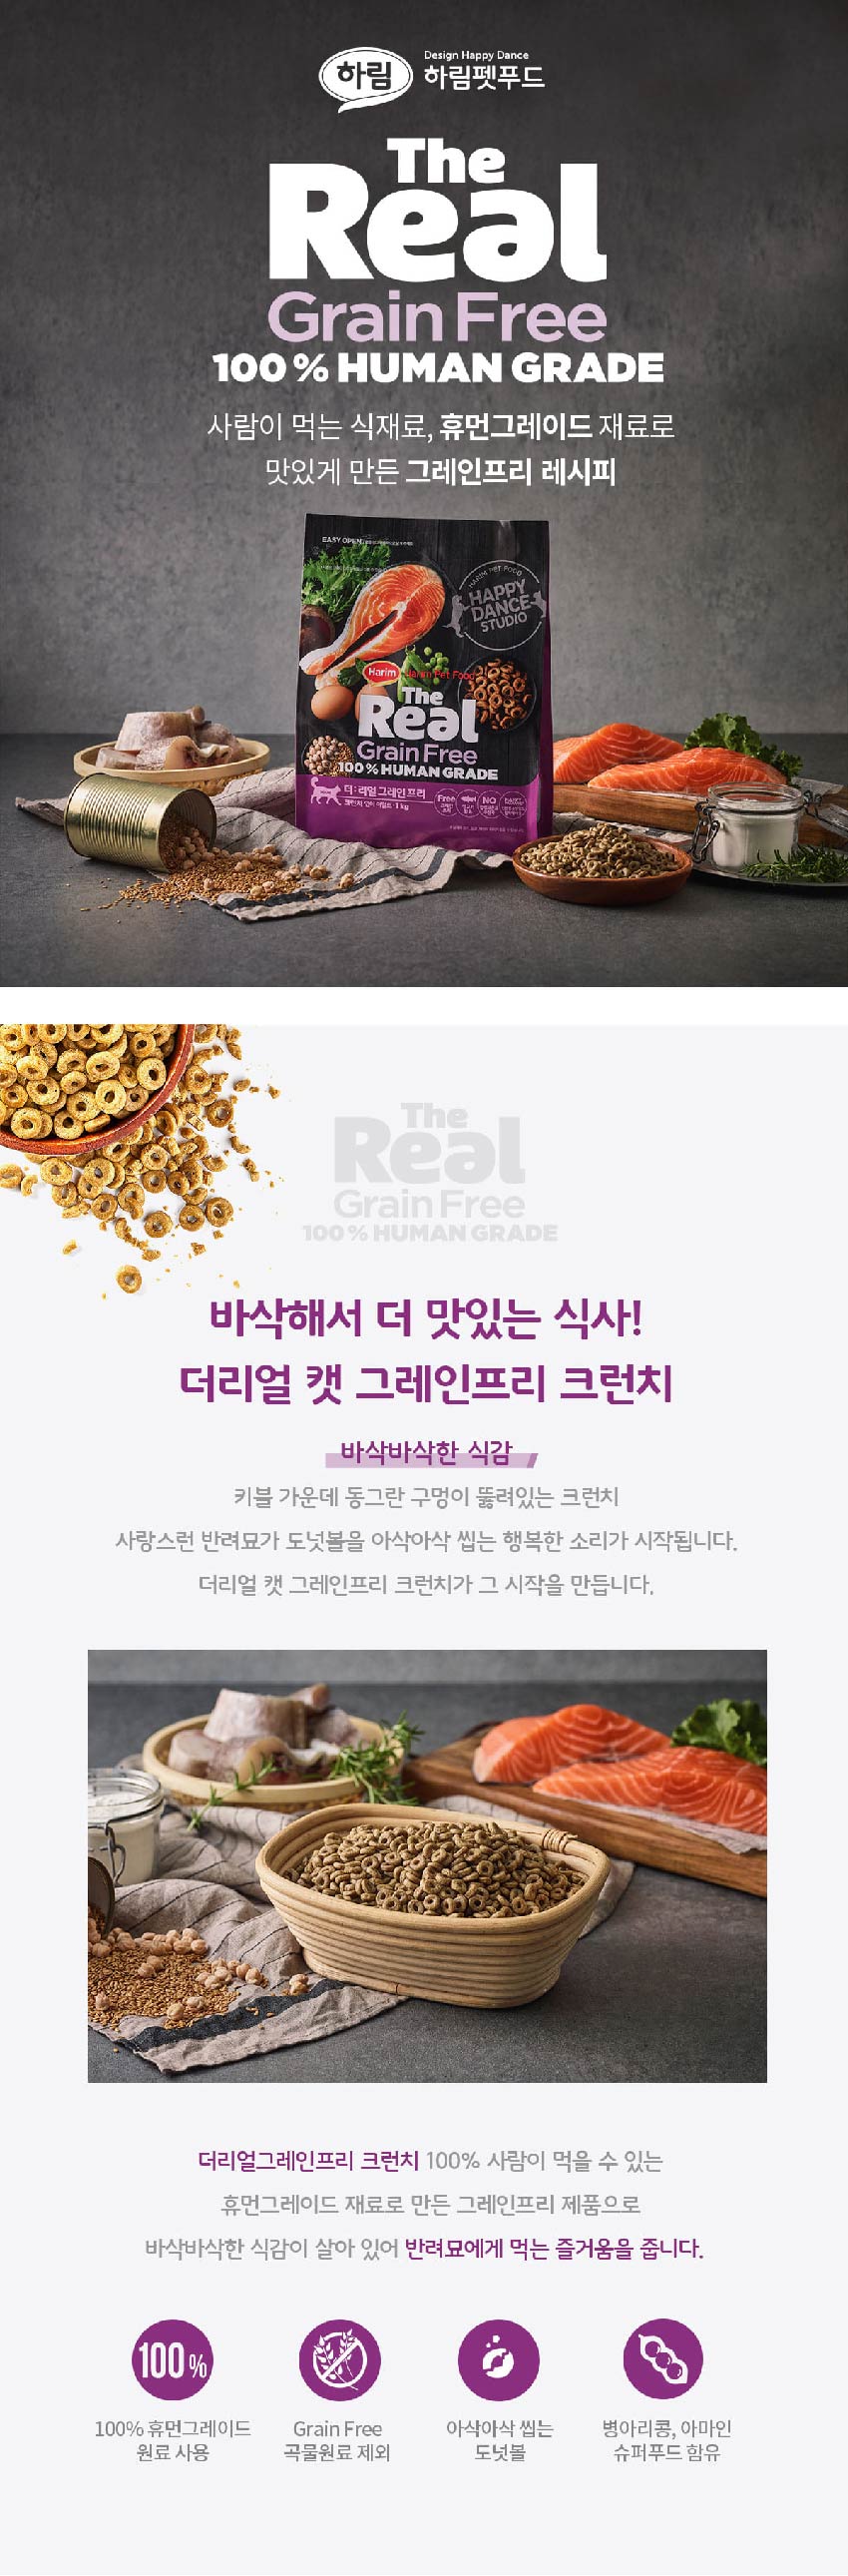 하림
Design Happy Dance
하림펫푸드
The
Real
Grain Free
100% HUMAN GRADE
사람이 먹는 식재료, 휴먼그레이드 재료로
맛있게 만든 그레인프리 레시피
EASY OPEN
HARIM PET FOOD
HAPPY
DANCE
STUDIO
Harim
Harim Pet Food
The
Real
Grain Free
100% HUMAN GRADE
더:리얼 그레인 프리
Free
NO
The
Real
Grain Free
100% HUMAN GRADE
바삭해서 더 맛있는 식사!
더리얼 캣 그레인프리 크런치
바삭바삭한 식감
키블 가운데 동그란 구멍이 뚫려있는 크런치
사랑스런 반려묘가 도넛볼을 아삭아삭 씹는 행복한 소리가 시작됩니다.
더리얼 캣 그레인프리 크런치가 그 시작을 만듭니다.
더리얼그레인프리 크런치 100% 사람이 먹을 수 있는
휴먼그레이드 재료로 만든 그레인프리 제품으로
바삭바삭한 식감이 살아 있어 반려묘에게 먹는 즐거움을 줍니다.
100%
100% 휴먼그레이드
원료 사용
Grain Free
곡물원료 제외
아삭아삭 씹는
도넛볼
병아리콩, 아마인
슈퍼푸드 함유